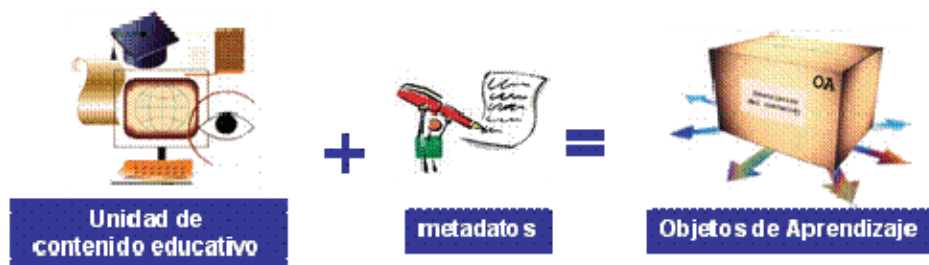 OA
+
=
Unidad de
contenido educativo
metadatos
Objetos de Aprendizaje